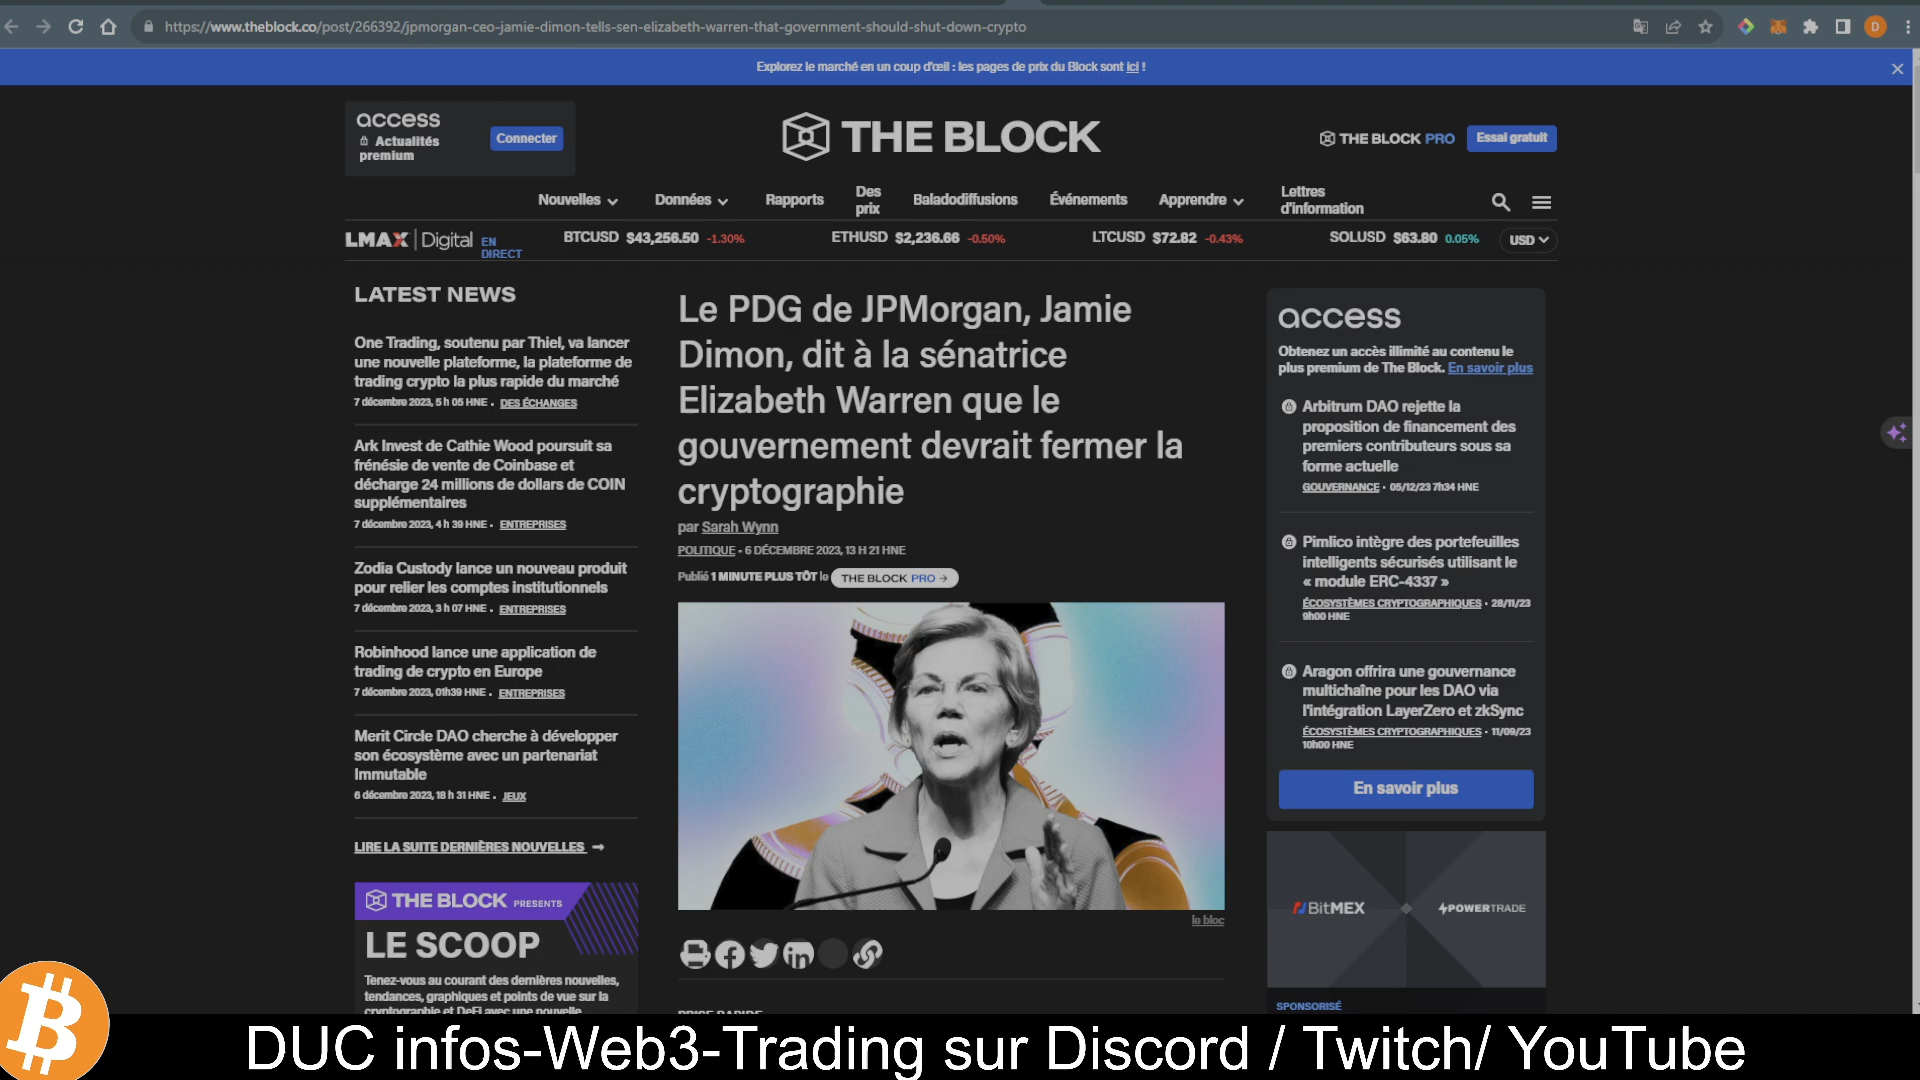 https://www.theblock.co/post/266392/jpmorgan-ceo-jamie-dimon-tells-sen-elizabeth-warren-that-government-should-shut-down-crypto
D
Explorez le marché en un coup d'œil : les pages de prix du Block sont ici !
access
Actualités
premium
Connecter
THE BLOCK
THE BLOCK PRO
Essai gratuit
Nouvelles
Données
Rapports
Des
prix
Baladodiffusions
Événements
Apprendre
Lettres
d'information
LMAX Digital
EN
DIRECT
BTCUSD $43,256.50 -1.30%
ETHUSD $2,236.66 -0.50%
LTCUSD $72.82 -0.43%
SOLUSD $63.80 0.05%
USD
LATEST NEWS
One Trading, soutenu par Thiel, va lancer
une nouvelle plateforme, la plateforme de
trading crypto la plus rapide du marché
7 décembre 2023, 5 h 05 HNE • DES ÉCHANGES
Ark Invest de Cathie Wood poursuit sa
frénésie de vente de Coinbase et
décharge 24 millions de dollars de COIN
supplémentaires
7 décembre 2023, 4 h 39 HNE • ENTREPRISES
Zodia Custody lance un nouveau produit
pour relier les comptes institutionnels
7 décembre 2023, 3 h 07 HNE • ENTREPRISES
Robinhood lance une application de
trading de crypto en Europe
7 décembre 2023, 01h39 HNE • ENTREPRISES
Merit Circle DAO cherche à développer
son écosystème avec un partenariat
Immutable
6 décembre 2023, 18 h 31 HNE • JEUX
LIRE LA SUITE DERNIÈRES NOUVELLES →
THE BLOCK PRESENTS
LE SCOOP
Tenez-vous au courant des dernières nouvelles,
tendances, graphiques et points de vue sur la
cryptographie et DeFi avec une nouvelle
Le PDG de JPMorgan, Jamie
Dimon, dit à la sénatrice
Elizabeth Warren que le
gouvernement devrait fermer la
cryptographie
par Sarah Wynn
POLITIQUE • 6 DÉCEMBRE 2023, 13 H 21 HNE
Publié 1 MINUTE PLUS TÔT le THE BLOCK PRO →
le bloc
PRISE RAPIDE
access
Obtenez un accès illimité au contenu le
plus premium de The Block. En savoir plus
Arbitrum DAO rejette la
proposition de financement des
premiers contributeurs sous sa
forme actuelle
GOUVERNANCE • 05/12/23 7h34 HNE
Pimlico intègre des portefeuilles
intelligents sécurisés utilisant le
« module ERC-4337 »
ÉCOSYSTÈMES CRYPTOGRAPHIQUES • 28/11/23
9h00 HNE
Aragon offrira une gouvernance
multichaîne pour les DAO via
l'intégration LayerZero et zkSync
ÉCOSYSTÈMES CRYPTOGRAPHIQUES • 11/09/23
10h00 HNE
En savoir plus
BitMEX
POWERTRADE
SPONSORISÉ
DUC infos-Web3-Trading sur Discord / Twitch/ YouTube